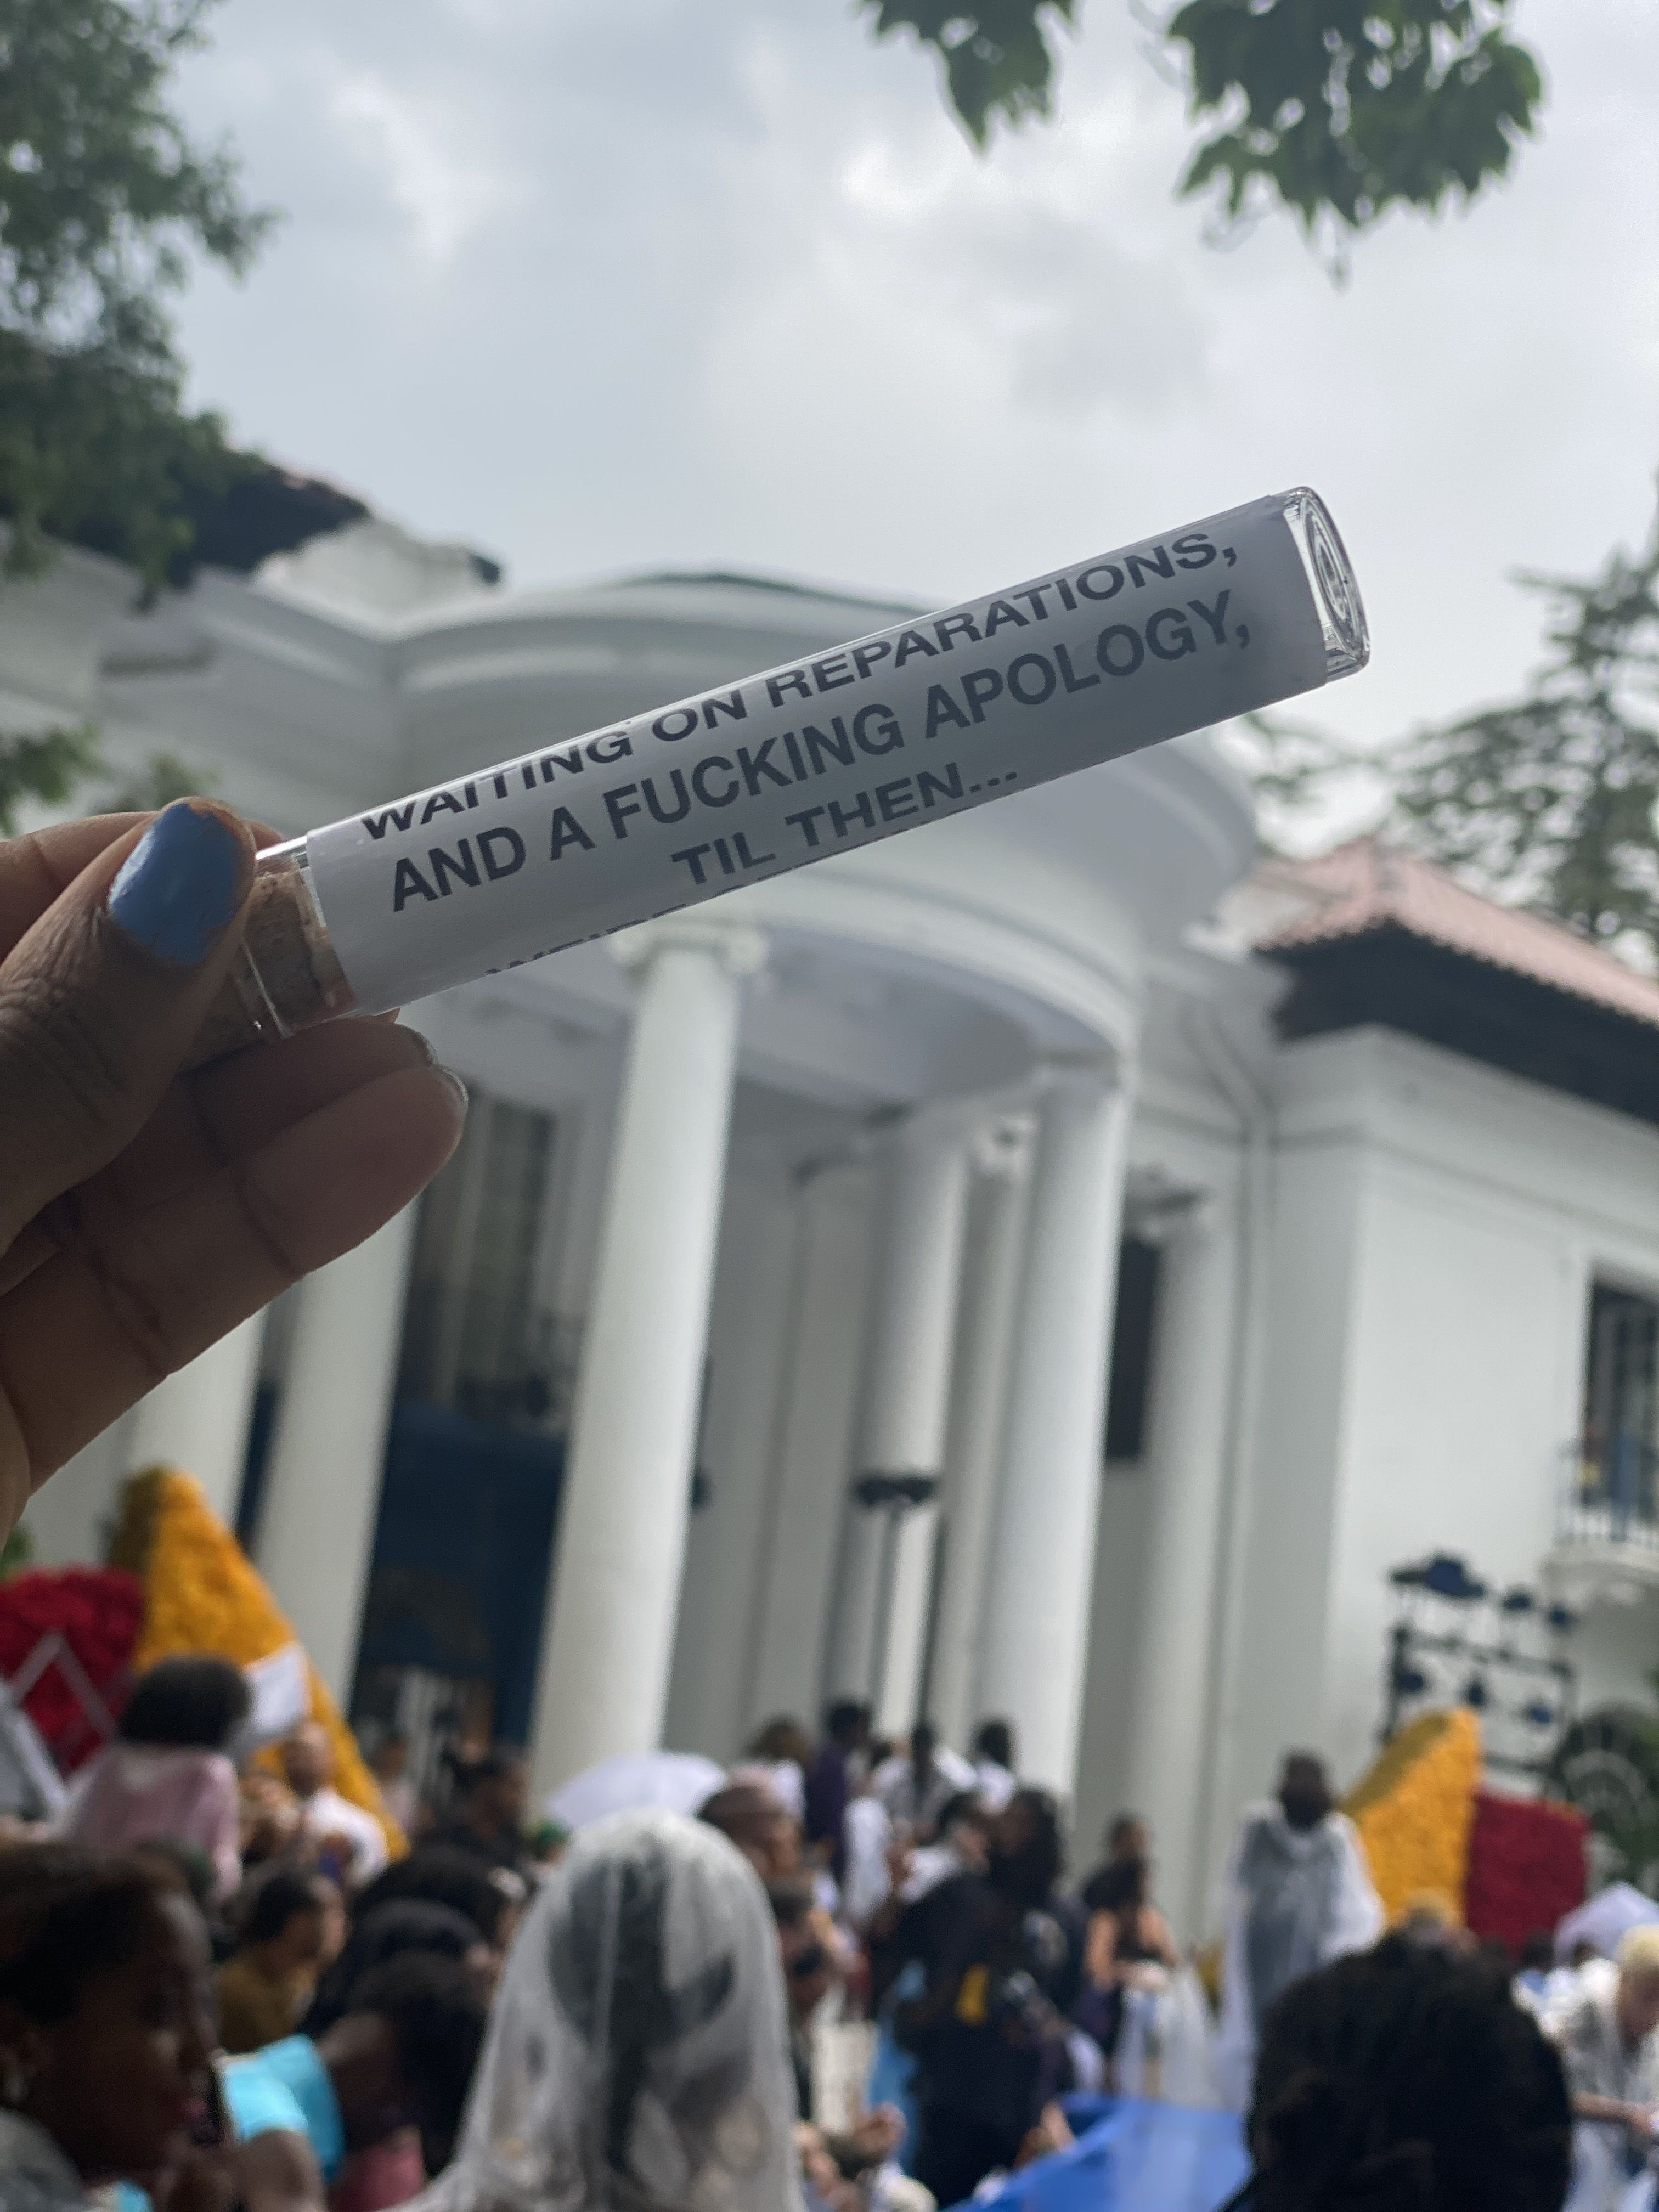 WAITING ON REPARATIONS,
AND A FUCKING APOLOGY,
TIL THEN...